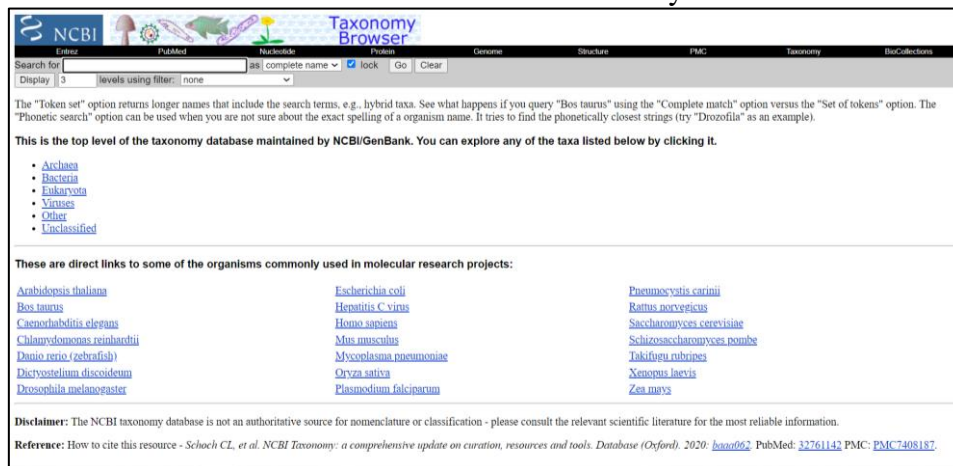 NCBI
Taxonomy
Browser
Entrez PubMed Nucleotide Protein Genome Structure PMC Taxonomy BioCollections
Search for as complete name lock Go Clear
Display 3 levels using filter: none
The "Token set" option returns longer names that include the search terms, e.g., hybrid taxa. See what happens if you query "Bos taurus" using the "Complete match" option versus the "Set of tokens" option. The
"Phonetic search" option can be used when you are not sure about the exact spelling of a organism name. It tries to find the phonetically closest strings (try "Drozofila" as an example).
This is the top level of the taxonomy database maintained by NCBI/GenBank. You can explore any of the taxa listed below by clicking it.
• Archaea
• Bacteria
• Eukaryota
• Viruses
• Other
• Unclassified
These are direct links to some of the organisms commonly used in molecular research projects:
Arabidopsis thaliana Escherichia coli Pneumocystis carinii
Bos taurus Hepatitis C virus Rattus norvegicus
Caenorhabditis elegans Homo sapiens Saccharomyces cerevisiae
Chlamydomonas reinhardtii Mus musculus Schizosaccharomyces pombe
Danio rerio (zebrafish) Mycoplasma pneumoniae Takifugu rubripes
Dictyostelium discoideum Oryza sativa Xenopus laevis
Drosophila melanogaster Plasmodium falciparum Zea mays
Disclaimer: The NCBI taxonomy database is not an authoritative source for nomenclature or classification - please consult the relevant scientific literature for the most reliable information.
Reference: How to cite this resource - Schoch CL, et al. NCBI Taxonomy: a comprehensive update on curation, resources and tools. Database (Oxford). 2020: baaa062. PubMed: 32761142 PMC: PMC7408187.